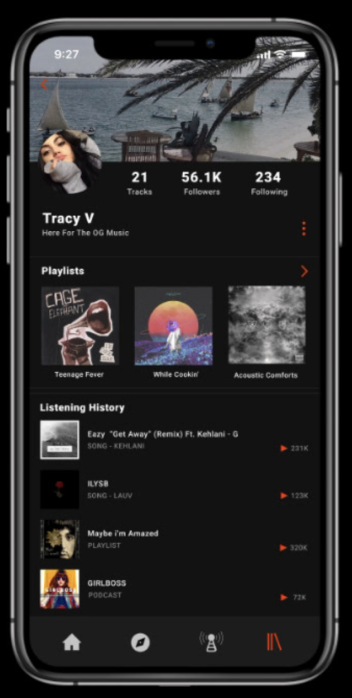 9:27
21 56.1K 234
Tracks Followers Following
Tracy V
Here For The OG Music
Playlists
CAGE
ELEPHANT
Teenage Fever While Cookin' Acoustic Comforts
Listening History
Eazy "Get Away" (Remix) Ft. Kehlani - G
SONG - KEHLANI
231K
ILYSB
SONG - LAUV
123K
Maybe i'm Amazed
PLAYLIST
320K
GIRLBOSS
PODCAST
72K